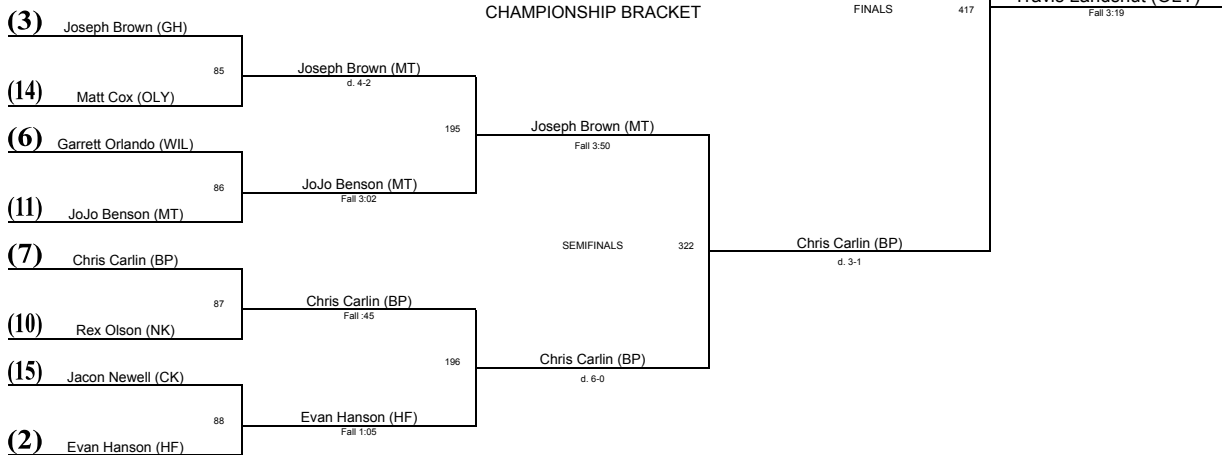 CHAMPIONSHIP BRACKET
FINALS 417
Fall 3:19
(3) Joseph Brown (GH)
85
Joseph Brown (MT)
d. 4-2
(14) Matt Cox (OLY)
195
Joseph Brown (MT)
Fall 3:50
(6) Garrett Orlando (WIL)
86
JoJo Benson (MT)
Fall 3:02
(11) JoJo Benson (MT)
SEMIFINALS 322
Chris Carlin (BP)
d. 3-1
(7) Chris Carlin (BP)
87
Chris Carlin (BP)
Fall :45
(10) Rex Olson (NK)
196
Chris Carlin (BP)
d. 6-0
(15) Jacon Newell (CK)
88
Evan Hanson (HF)
Fall 1:05
(2) Evan Hanson (HF)